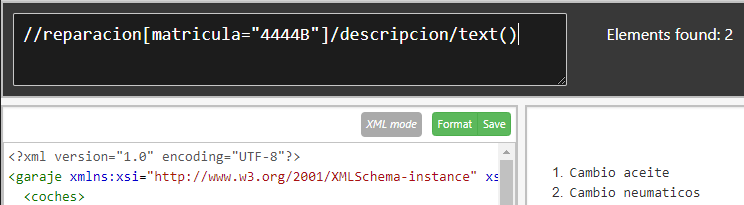 //reparacion[matricula="4444B"]/descripcion/text()
Elements found: 2
XML mode
Format
Save
<?xml version="1.0" encoding="UTF-8"?>
<garaje xmlns:xsi="http://www.w3.org/2001/XMLSchema-instance" xs
<coches>
1. Cambio aceite
2. Cambio neumaticos